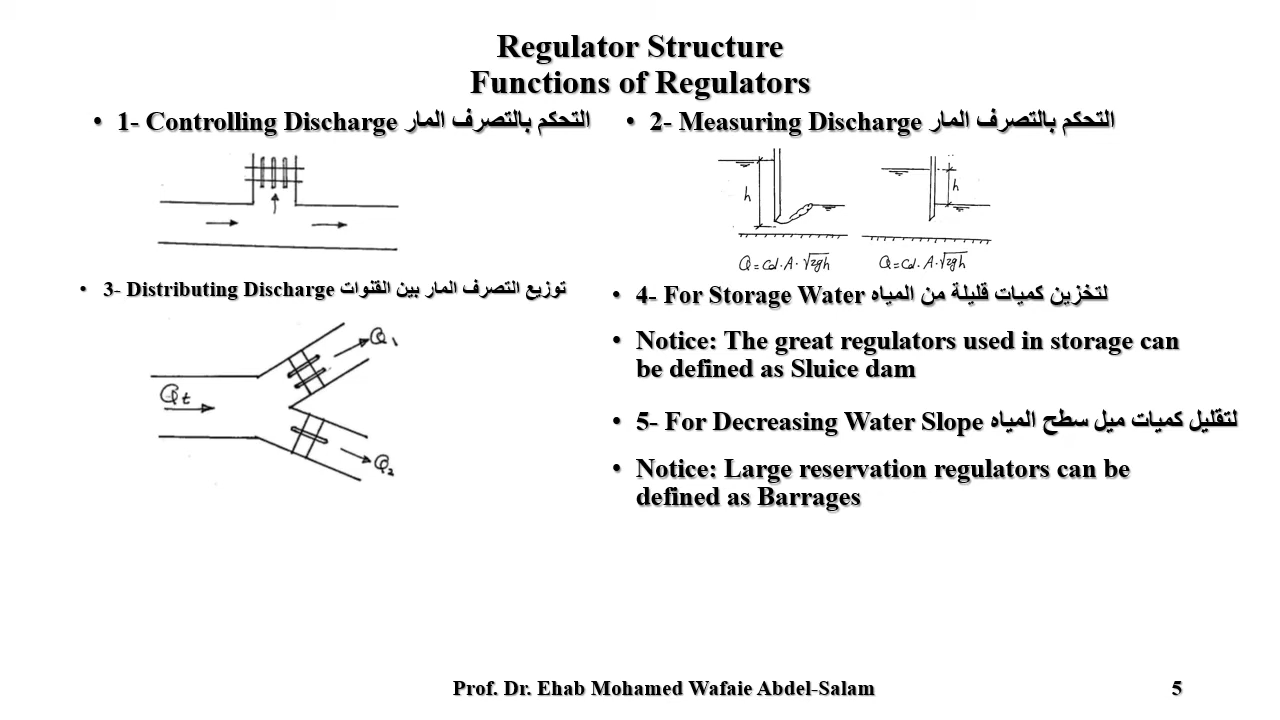 Regulator Structure
Functions of Regulators
• 1- Controlling Discharge التحكم بالتصرف المار
• 2- Measuring Discharge التحكم بالتصرف المار
h
h
Q = Cd . A . √2gh
Q = Cd . A . √2gh
• 3- Distributing Discharge توزيع التصرف المار بين القنوات
Qt
Q1
Q2
• 4- For Storage Water لتخزين كميات قليلة من المياه
• Notice: The great regulators used in storage can
be defined as Sluice dam
• 5- For Decreasing Water Slope لتقليل كميات ميل سطح المياه
• Notice: Large reservation regulators can be
defined as Barrages
Prof. Dr. Ehab Mohamed Wafaie Abdel-Salam
5